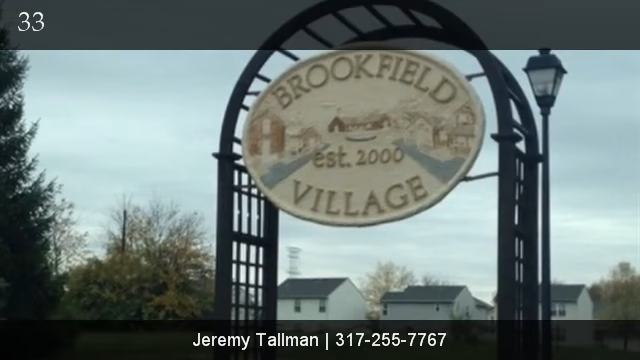 33
BROOKFIELD
est. 2000
VILLAGE
Jeremy Tallman | 317-255-7767